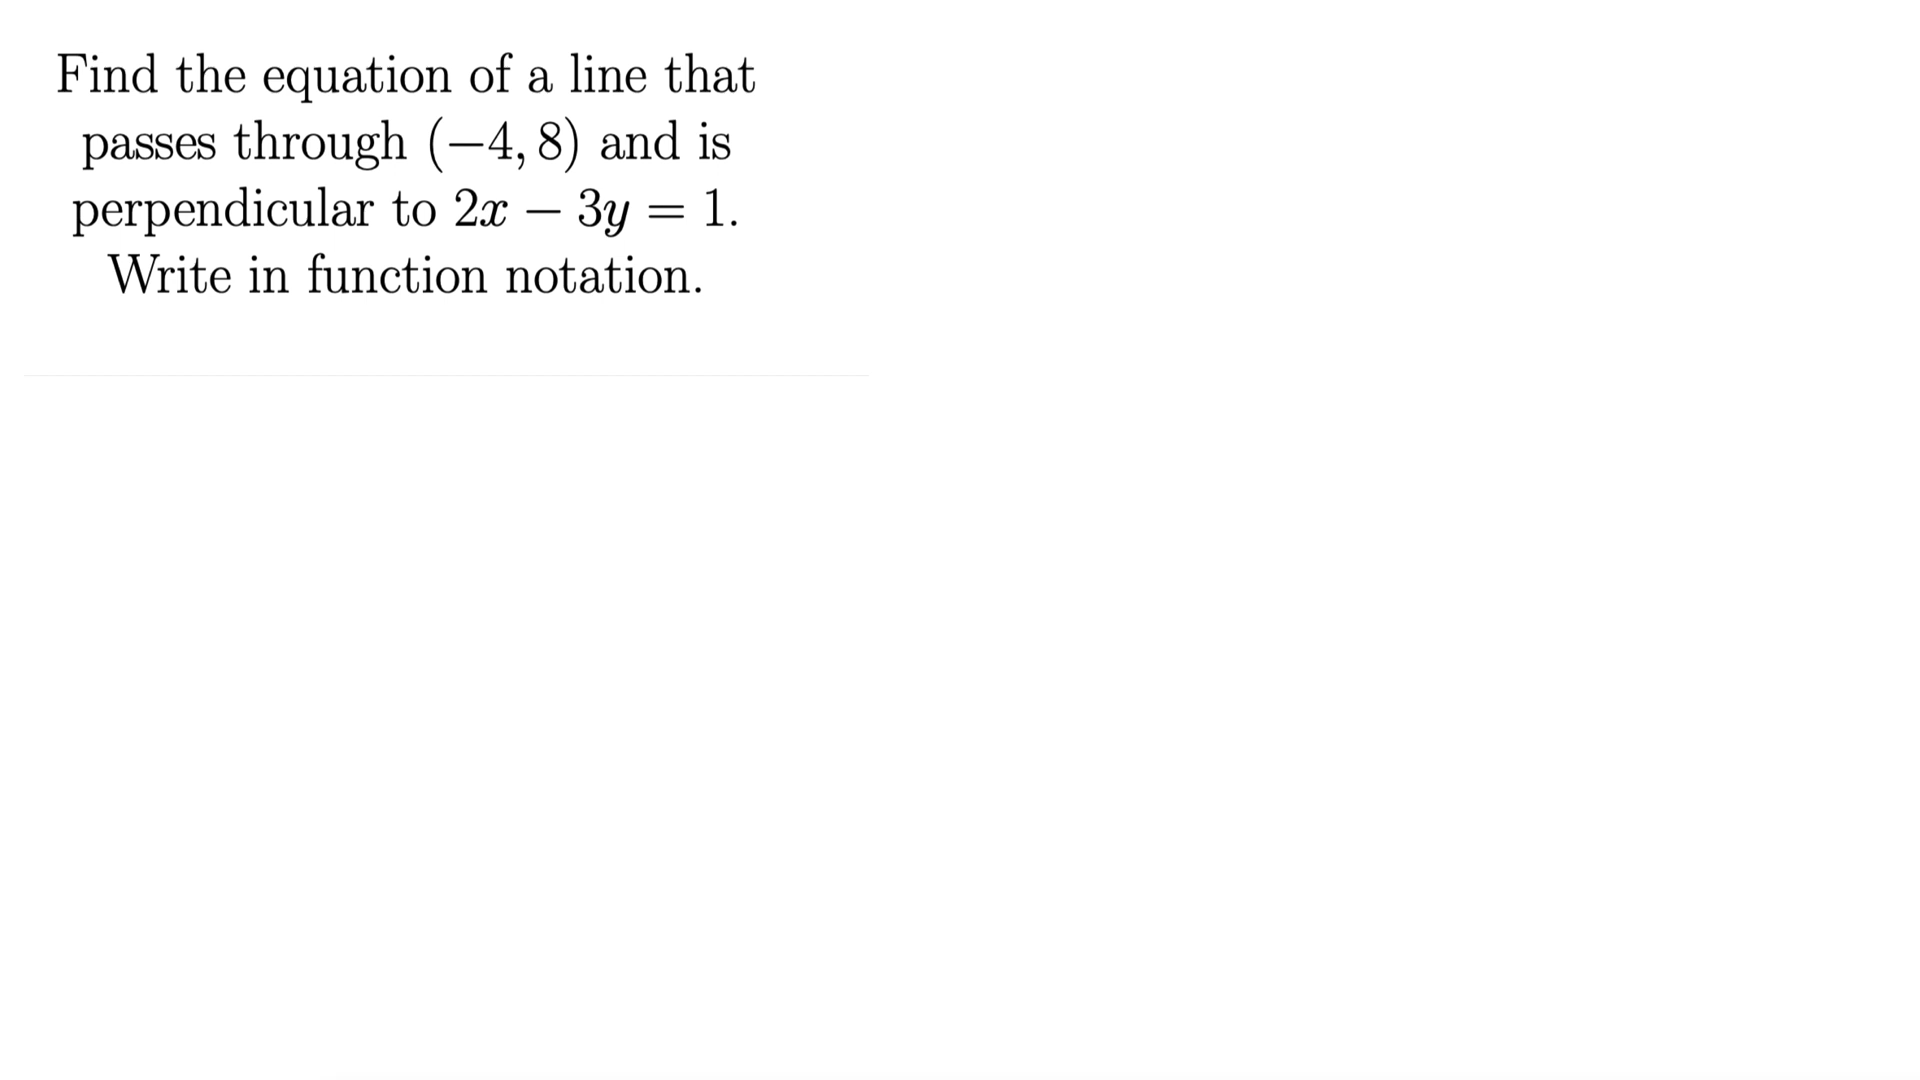 Find the equation of a line that
passes through (−4, 8) and is
perpendicular to 2x − 3y = 1.
Write in function notation.